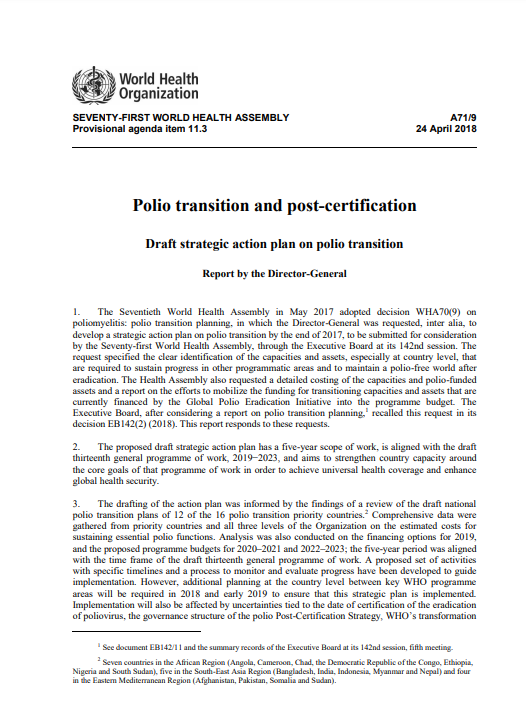 World Health
Organization
SEVENTY-FIRST WORLD HEALTH ASSEMBLY A71/9
Provisional agenda item 11.3 24 April 2018
Polio transition and post-certification
Draft strategic action plan on polio transition
Report by the Director-General
1. The Seventieth World Health Assembly in May 2017 adopted decision WHA70(9) on
poliomyelitis: polio transition planning, in which the Director-General was requested, inter alia, to
develop a strategic action plan on polio transition by the end of 2017, to be submitted for consideration
by the Seventy-first World Health Assembly, through the Executive Board at its 142nd session. The
request specified the clear identification of the capacities and assets, especially at country level, that
are required to sustain progress in other programmatic areas and to maintain a polio-free world after
eradication. The Health Assembly also requested a detailed costing of the capacities and polio-funded
assets and a report on the efforts to mobilize the funding for transitioning capacities and assets that are
currently financed by the Global Polio Eradication Initiative into the programme budget. The
Executive Board, after considering a report on polio transition planning,¹ recalled this request in its
decision EB142(2) (2018). This report responds to these requests.
2. The proposed draft strategic action plan has a five-year scope of work, is aligned with the draft
thirteenth general programme of work, 2019−2023, and aims to strengthen country capacity around
the core goals of that programme of work in order to achieve universal health coverage and enhance
global health security.
3. The drafting of the action plan was informed by the findings of a review of the draft national
polio transition plans of 12 of the 16 polio transition priority countries.² Comprehensive data were
gathered from priority countries and all three levels of the Organization on the estimated costs for
sustaining essential polio functions. Analysis was also conducted on the financing options for 2019,
and the proposed programme budgets for 2020–2021 and 2022–2023; the five-year period was aligned
with the time frame of the draft thirteenth general programme of work. A proposed set of activities
with specific timelines and a process to monitor and evaluate progress have been developed to guide
implementation. However, additional planning at the country level between key WHO programme
areas will be required in 2018 and early 2019 to ensure that this strategic plan is implemented.
Implementation will also be affected by uncertainties tied to the date of certification of the eradication
of poliovirus, the governance structure of the polio Post-Certification Strategy, WHO's transformation
¹ See document EB142/11 and the summary records of the Executive Board at its 142nd session, fifth meeting.
² Seven countries in the African Region (Angola, Cameroon, Chad, the Democratic Republic of the Congo, Ethiopia,
Nigeria and South Sudan), five in the South-East Asia Region (Bangladesh, India, Indonesia, Myanmar and Nepal) and four
in the Eastern Mediterranean Region (Afghanistan, Pakistan, Somalia and Sudan).